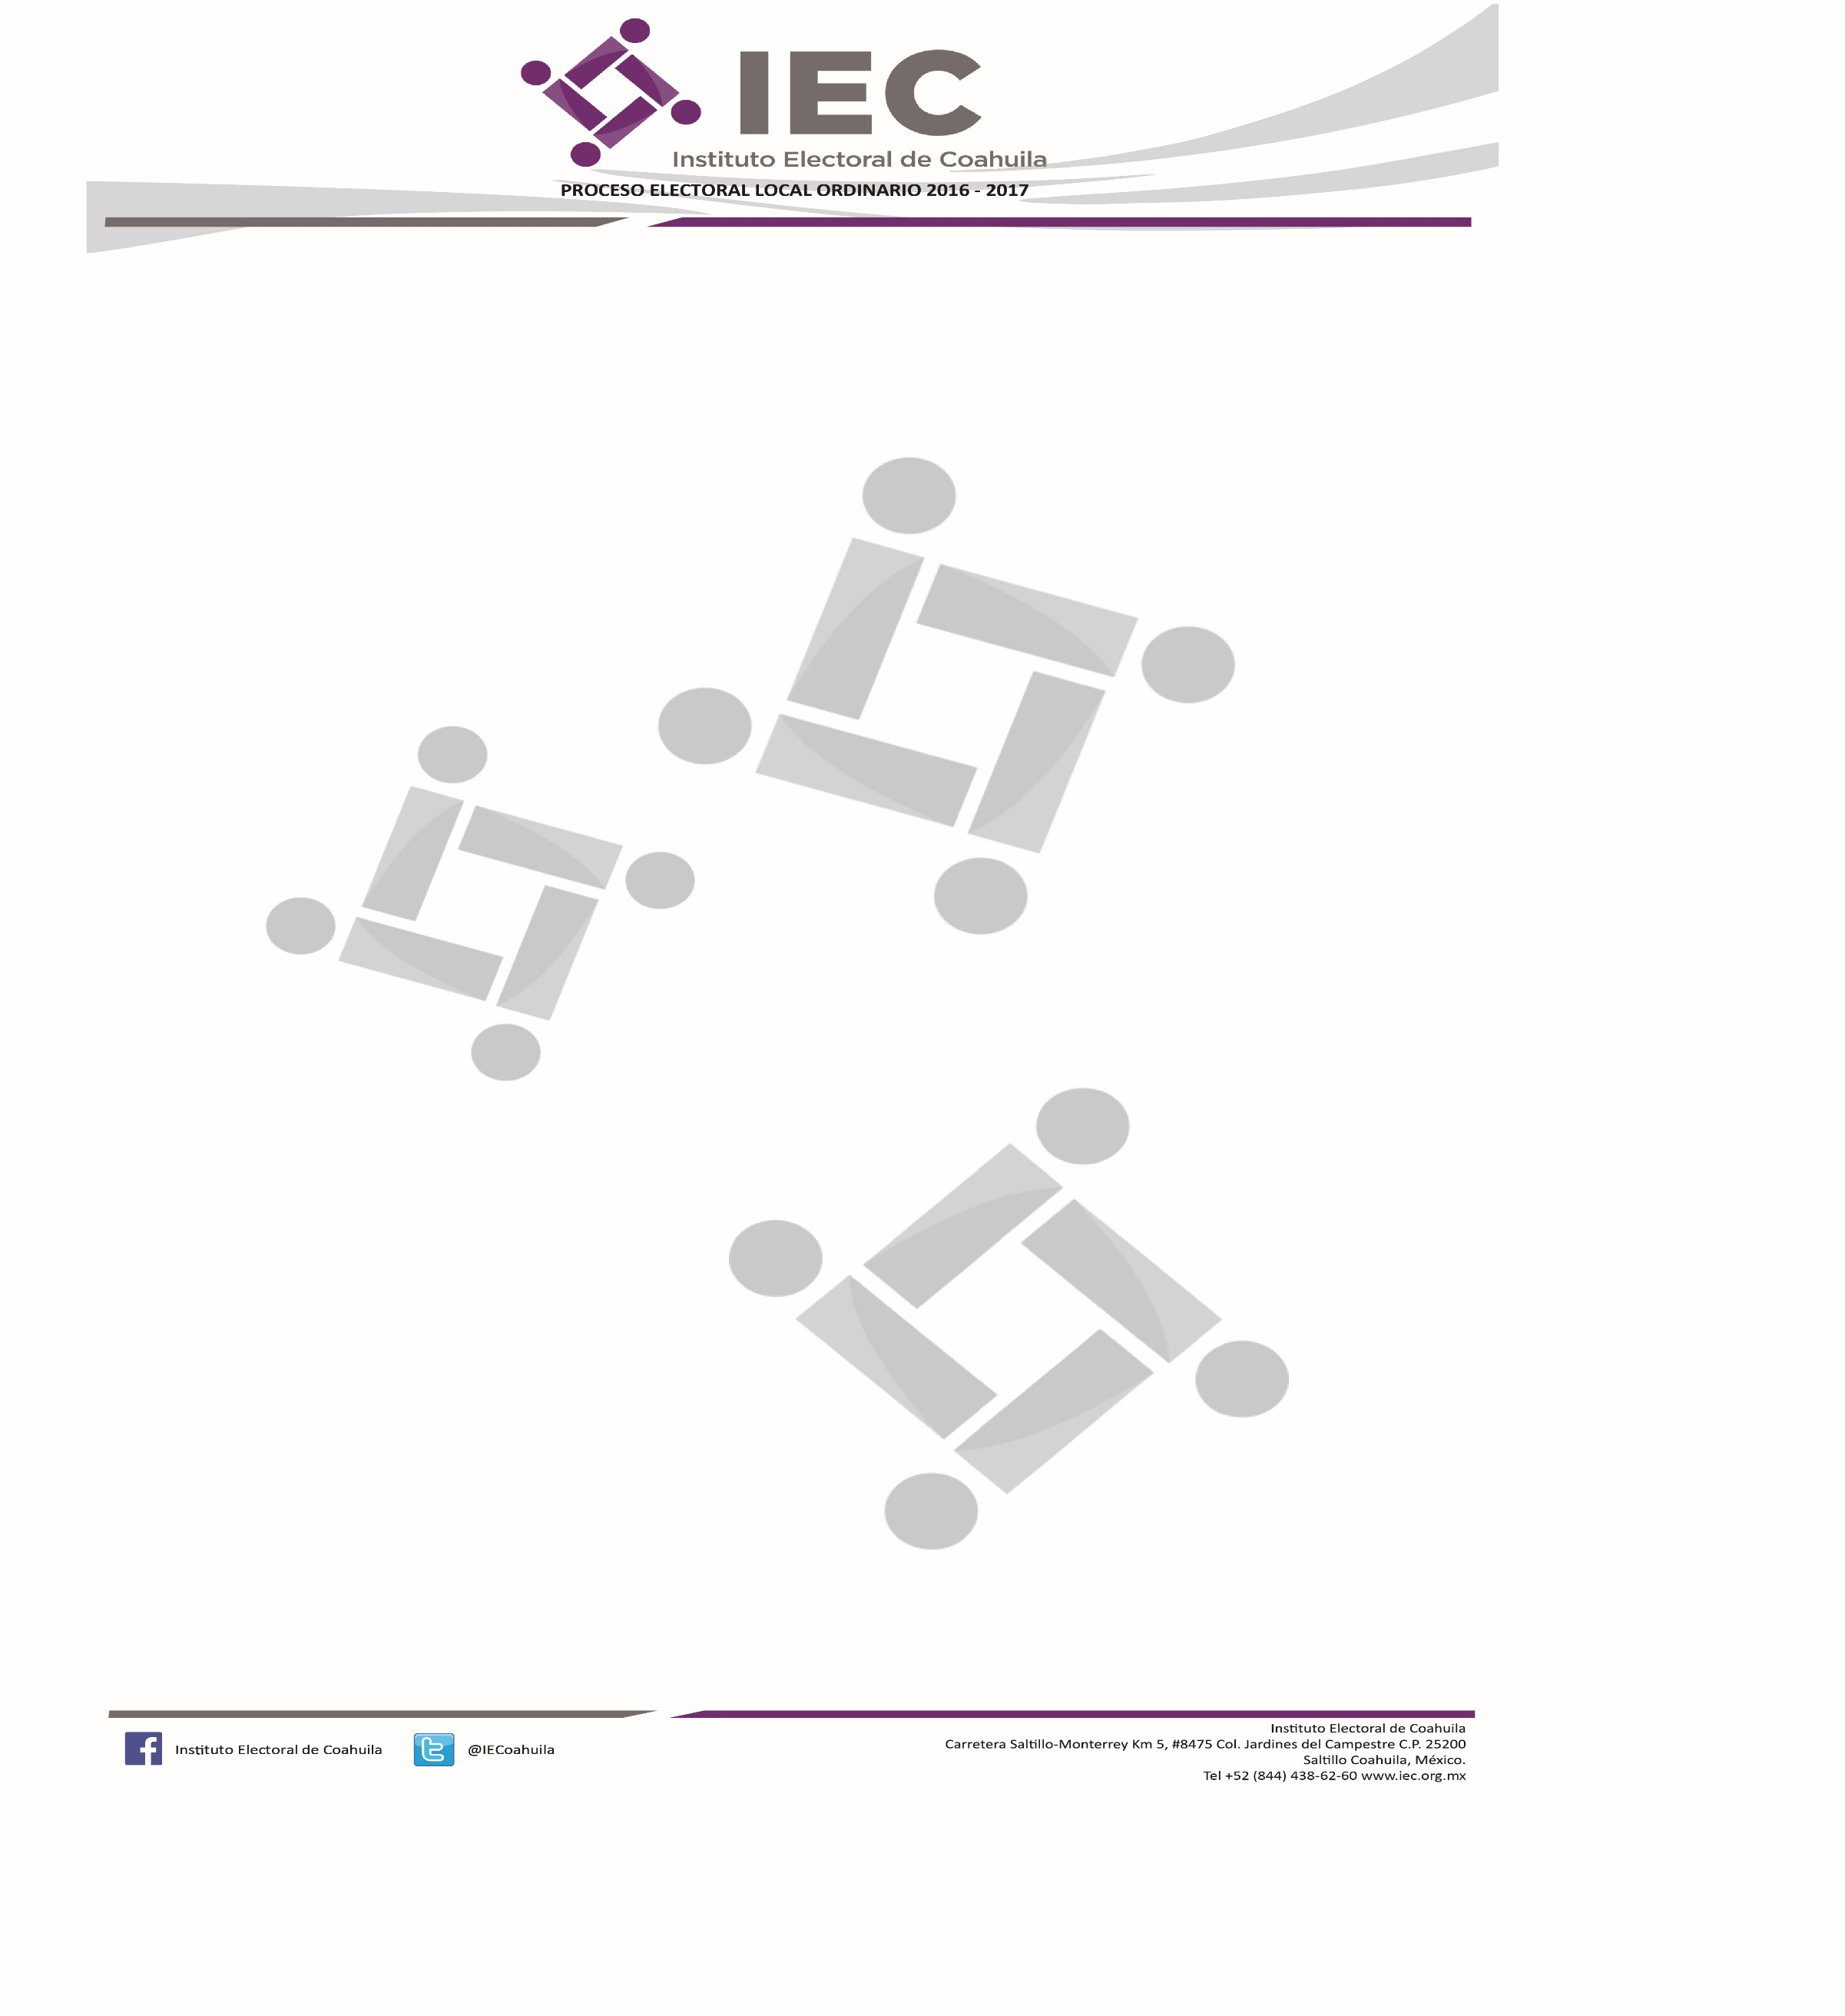 IEC
Instituto Electoral de Coahuila
PROCESO ELECTORAL LOCAL ORDINARIO 2016 - 2017
Instituto Electoral de Coahuila
@IECoahuila
Instituto Electoral de Coahuila
Carretera Saltillo-Monterrey Km 5, #8475 Col. Jardines del Campestre C.P. 25200
Saltillo Coahuila, México.
Tel +52 (844) 438-62-60 www.iec.org.mx